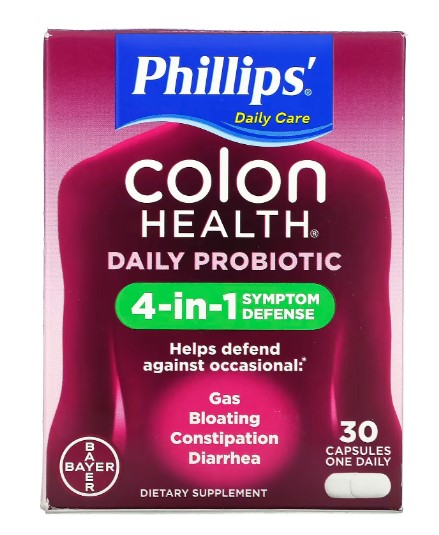 Phillips'®
Daily Care
colon
HEALTH®
DAILY PROBIOTIC
4-in-1 SYMPTOM
DEFENSE
Helps defend
against occasional:*
Gas
Bloating
Constipation
Diarrhea
30
CAPSULES
ONE DAILY
BAYER
BAYER
DIETARY SUPPLEMENT